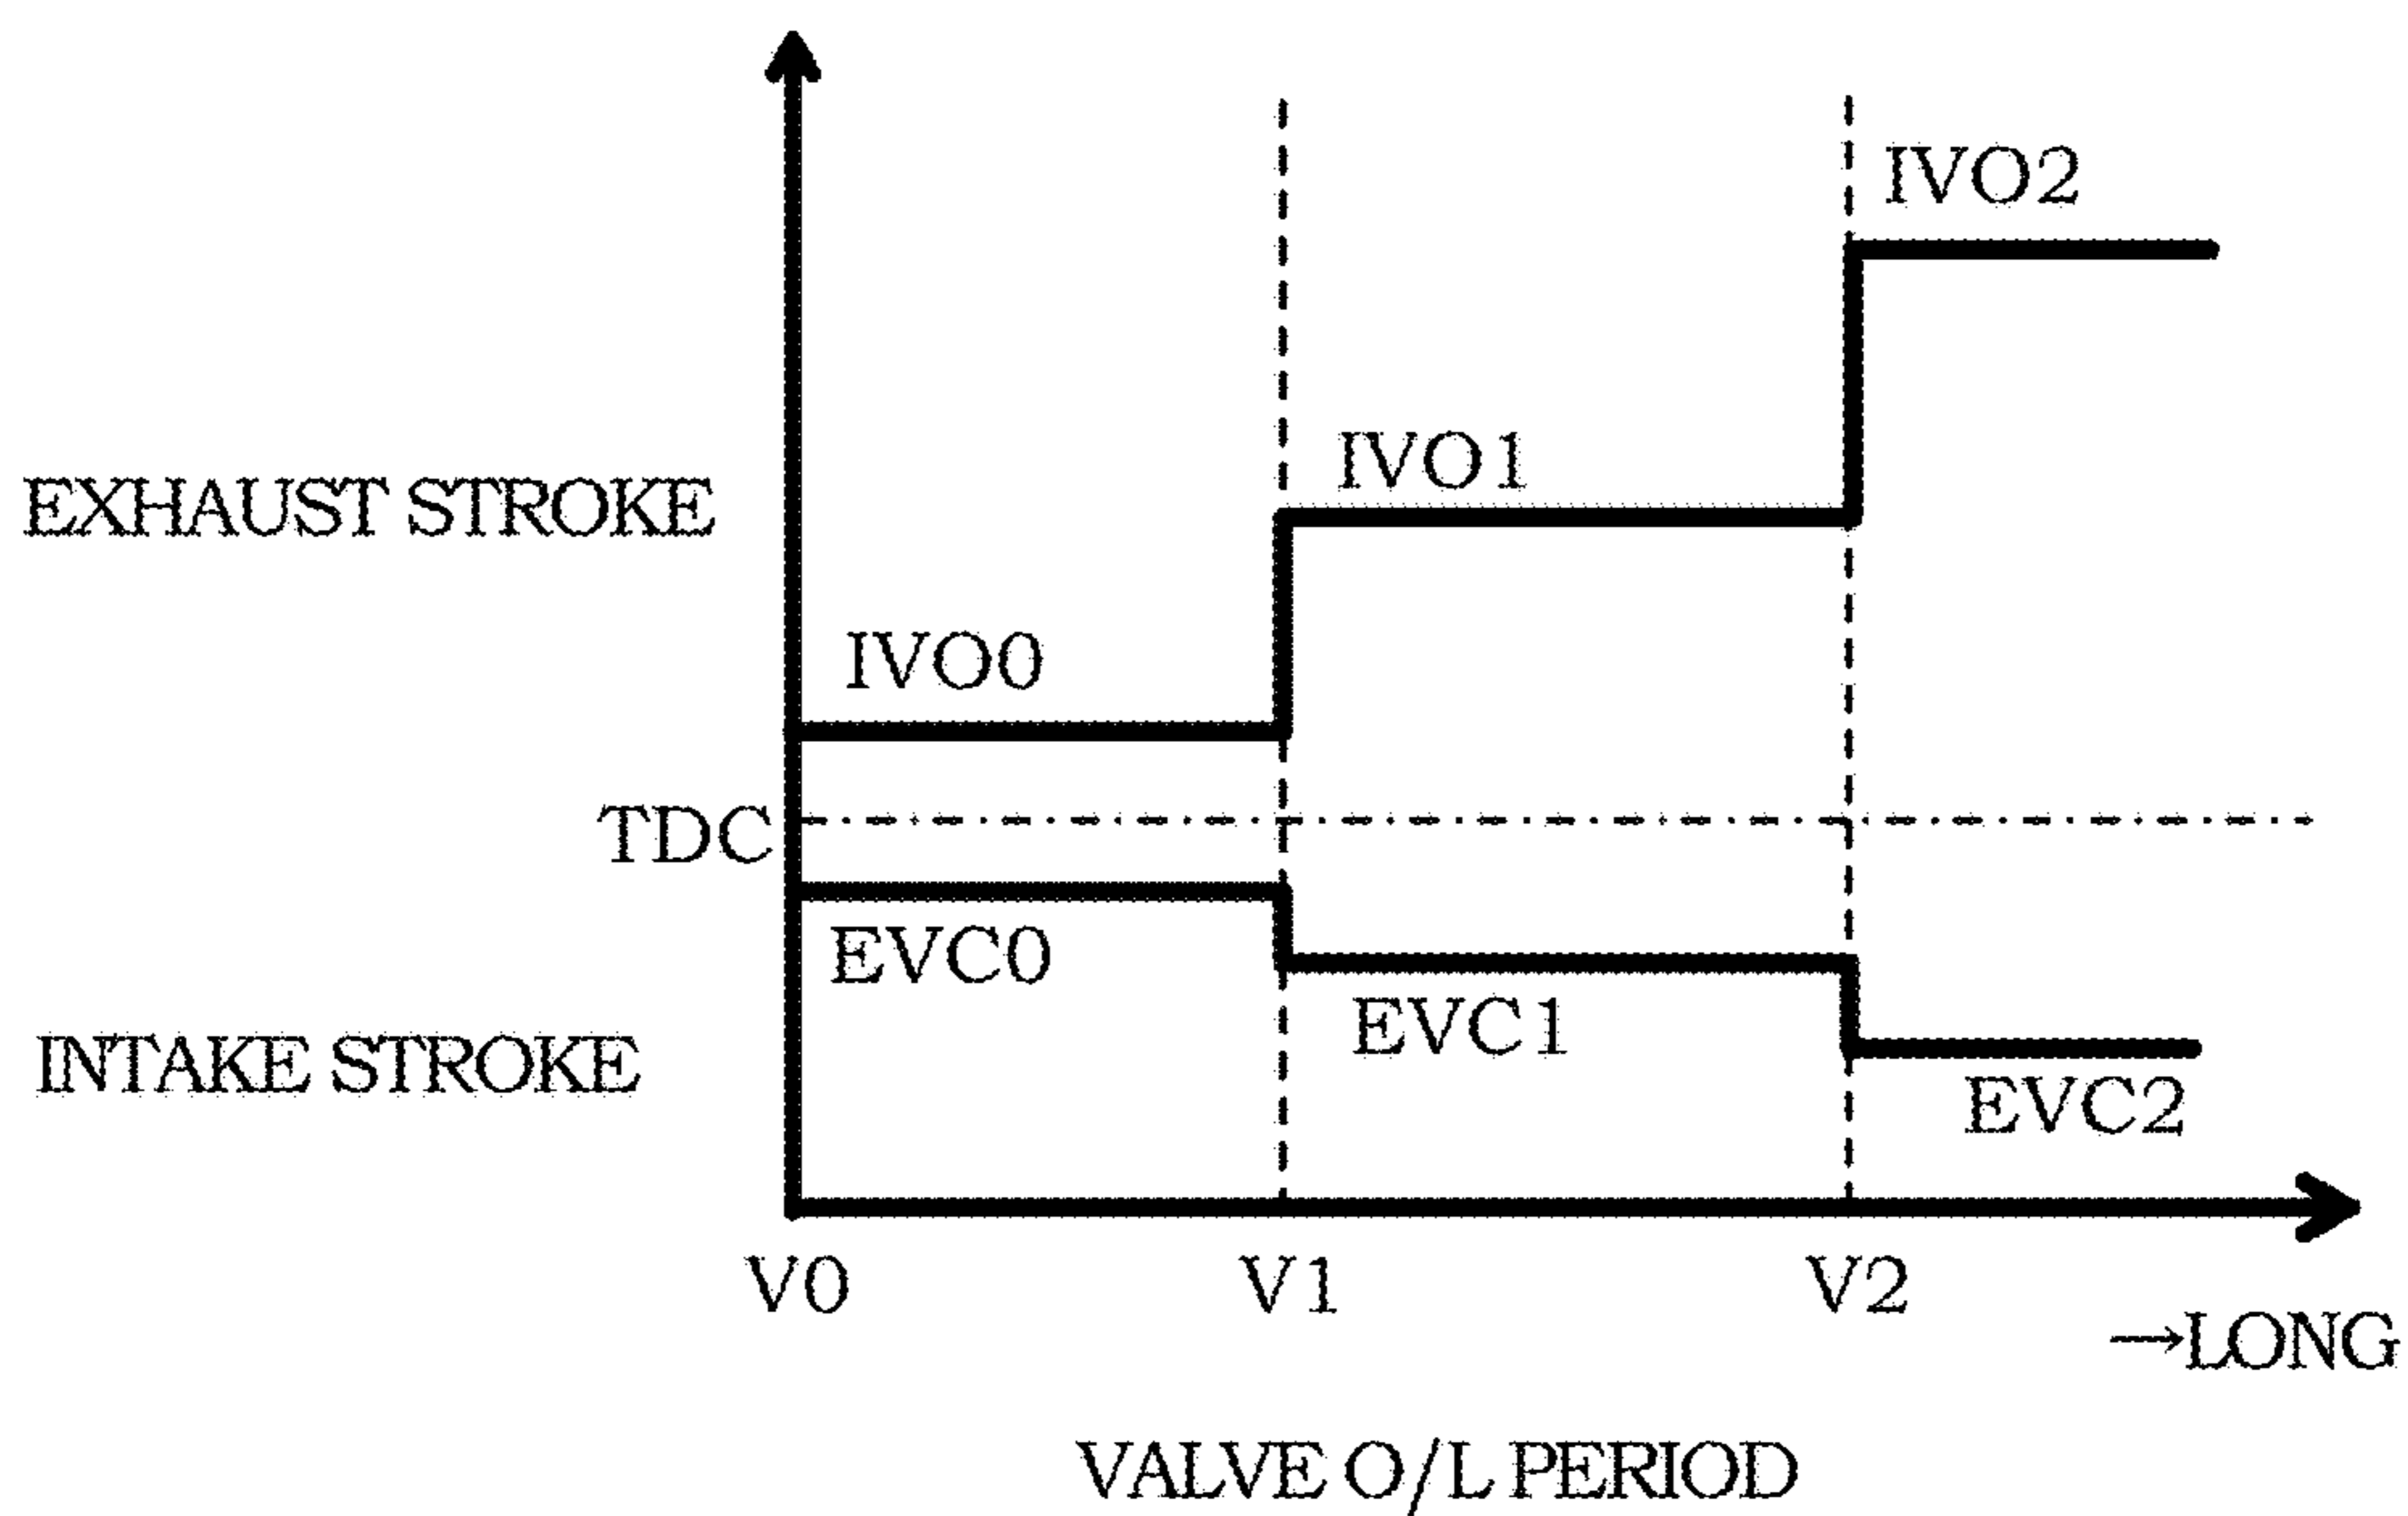 IVO2
IVO1
EXHAUST STROKE
IVO0
TDC
EVC0
EVC1
INTAKE STROKE
EVC2
V0 V1 V2
→LONG
VALVE O/L PERIOD